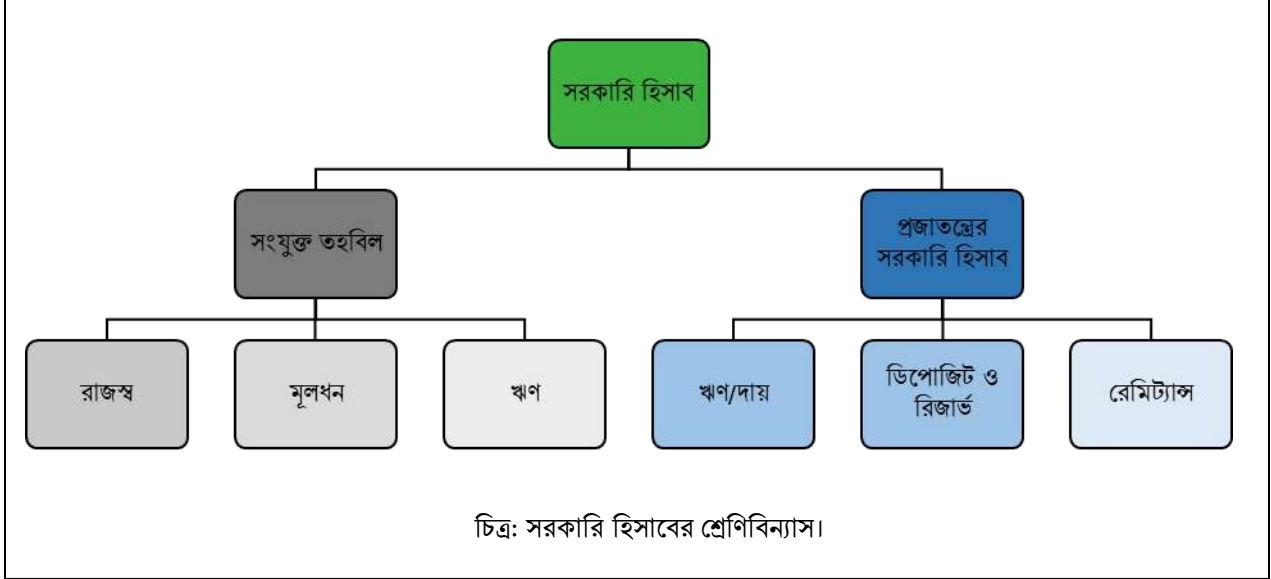 সরকারি হিসাব
সংযুক্ত তহবিল
প্রজাতন্ত্রের
সরকারি হিসাব
রাজস্ব
মূলধন
ঋণ
ঋণ/দায়
ডিপোজিট ও
রিজার্ভ
রেমিট্যান্স
চিত্র: সরকারি হিসাবের শ্রেণিবিন্যাস।